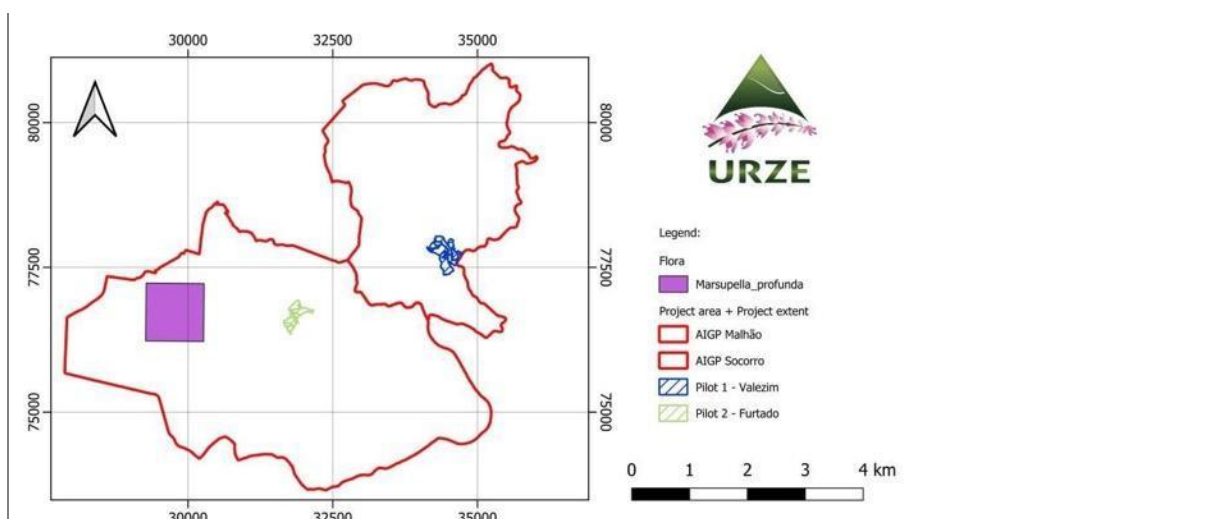 30000 32500 35000
80000 80000
URZE
Legend:
Flora
77500 77500
Marsupella_profunda
Project area + Project extent
AIGP Malhão
AIGP Socorro
Pilot 1 - Valezim
Pilot 2 - Furtado
75000 75000
0 1 2 3 4 km
30000 32500 35000